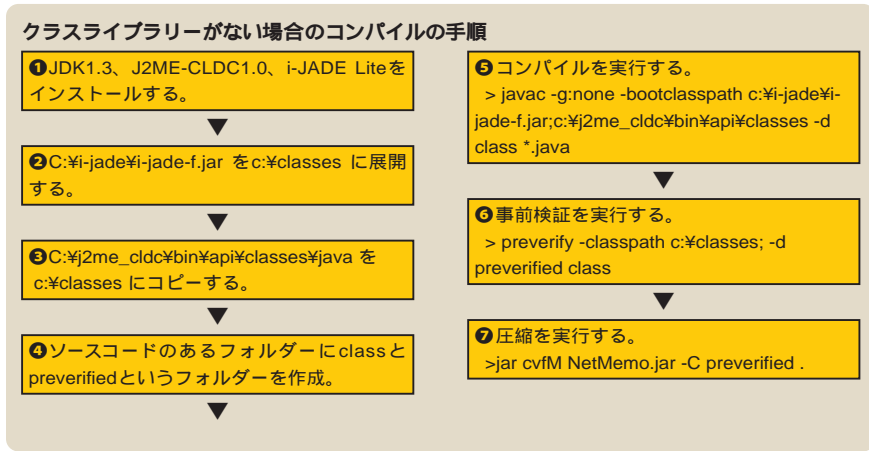 クラスライブラリーがない場合のコンパイルの手順
❶JDK1.3、J2ME-CLDC1.0、i-JADE Liteを
インストールする。
❷C:¥i-jade¥i-jade-f.jar をc:¥classes に展開
する。
❸C:¥j2me_cldc¥bin¥api¥classes¥java を
c:¥classes にコピーする。
❹ソースコードのあるフォルダーにclassと
preverifiedというフォルダーを作成。
❺コンパイルを実行する。
> javac -g:none -bootclasspath c:¥i-jade¥i-
jade-f.jar;c:¥j2me_cldc¥bin¥api¥classes -d
class *.java
❻事前検証を実行する。
> preverify -classpath c:¥classes; -d
preverified class
❼圧縮を実行する。
>jar cvfM NetMemo.jar -C preverified .